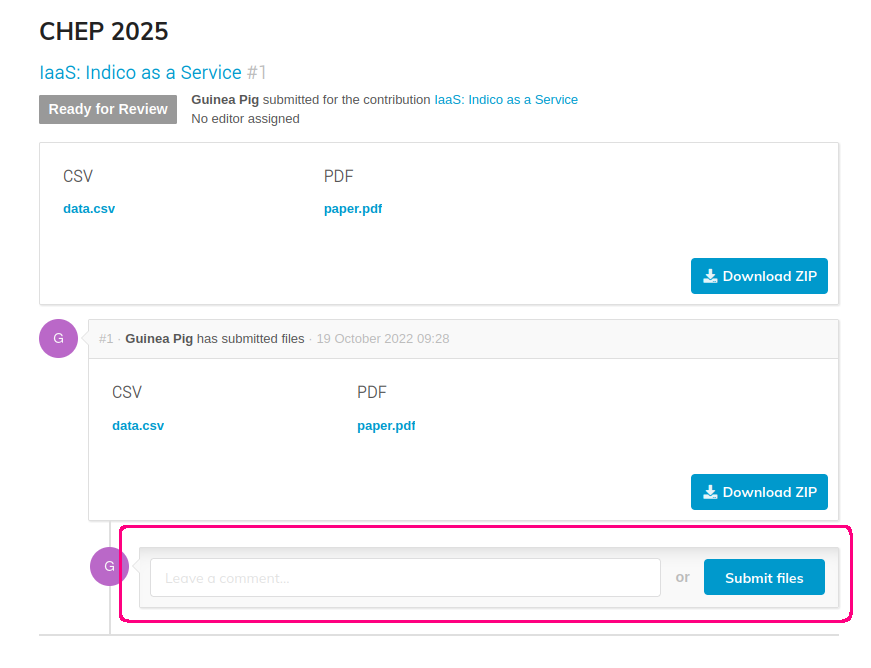 CHEP 2025
IaaS: Indico as a Service #1
Ready for Review
Guinea Pig submitted for the contribution IaaS: Indico as a Service
No editor assigned
CSV PDF
data.csv paper.pdf
Download ZIP
G #1 · Guinea Pig has submitted files · 19 October 2022 09:28
CSV PDF
data.csv paper.pdf
Download ZIP
G Leave a comment... or Submit files